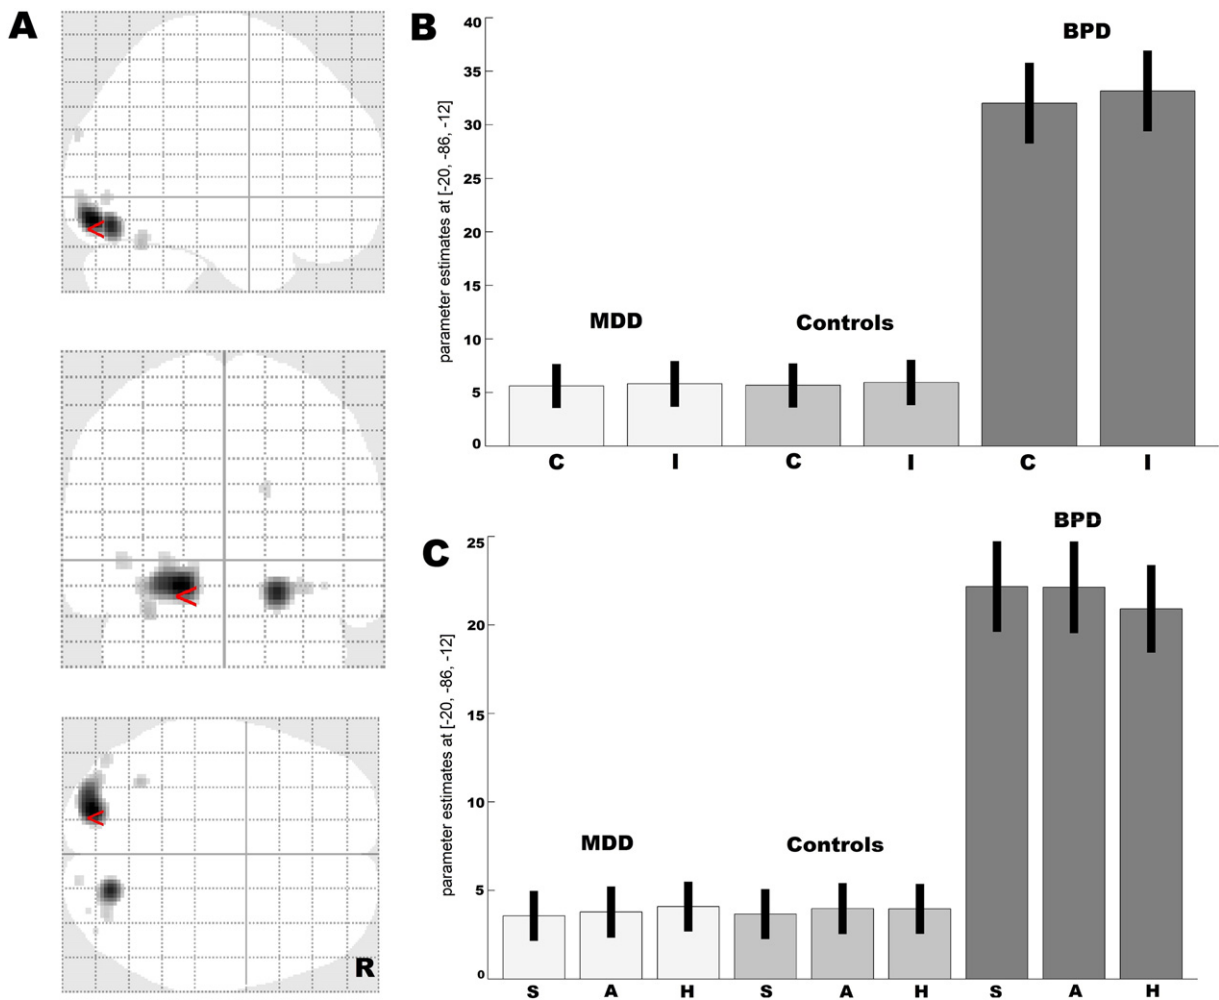 A
R
B
parameter estimates at [-20, -86, -12]
40
35
30
25
20
15
10
5
0
MDD
Controls
BPD
C I C I C I
C
parameter estimates at [-20, -86, -12]
25
20
15
10
5
0
MDD
Controls
BPD
S A H S A H S A H